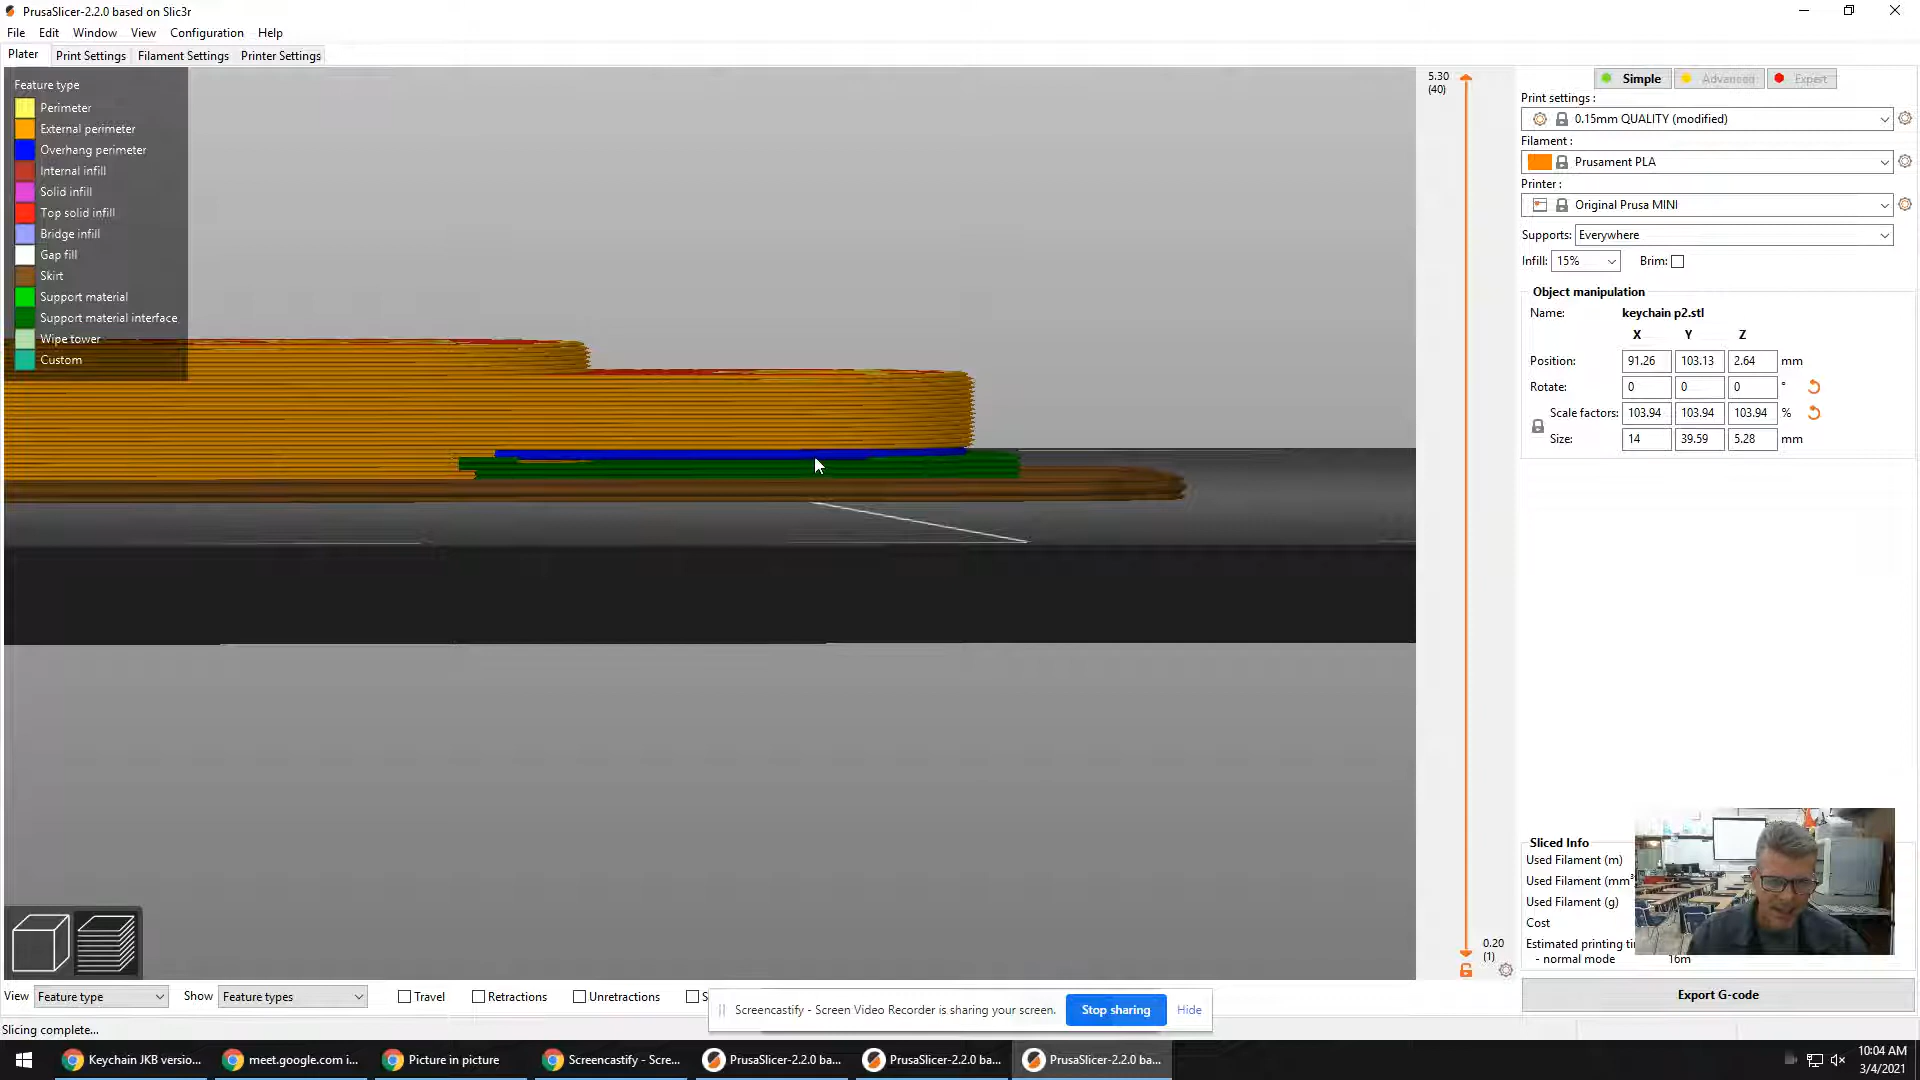 PrusaSlicer-2.2.0 based on Slic3r
File Edit Window View Configuration Help
Plater Print Settings Filament Settings Printer Settings
Feature type
Perimeter
External perimeter
Overhang perimeter
Internal infill
Solid infill
Top solid infill
Bridge infill
Gap fill
Skirt
Support material
Support material interface
Wipe tower
Custom
5.30
(40)
0.20
(1)
Simple Advanced Expert
Print settings :
0.15mm QUALITY (modified)
Filament :
Prusament PLA
Printer :
Original Prusa MINI
Supports: Everywhere
Infill: 15% Brim:
Object manipulation
Name: keychain p2.stl
X Y Z
Position: 91.26 103.13 2.64 mm
Rotate: 0 0 0 °
Scale factors: 103.94 103.94 103.94 %
Size: 14 39.59 5.28 mm
Sliced Info
Used Filament (m)
Used Filament (mm³
Used Filament (g)
Cost
Estimated printing ti
- normal mode 16m
Export G-code
View Feature type Show Feature types Travel Retractions Unretractions S
Screencastify - Screen Video Recorder is sharing your screen. Stop sharing Hide
Slicing complete...
Keychain JKB versio... meet.google.com i... Picture in picture Screencastify - Scre... PrusaSlicer-2.2.0 ba... PrusaSlicer-2.2.0 ba... PrusaSlicer-2.2.0 ba...
10:04 AM
3/4/2021